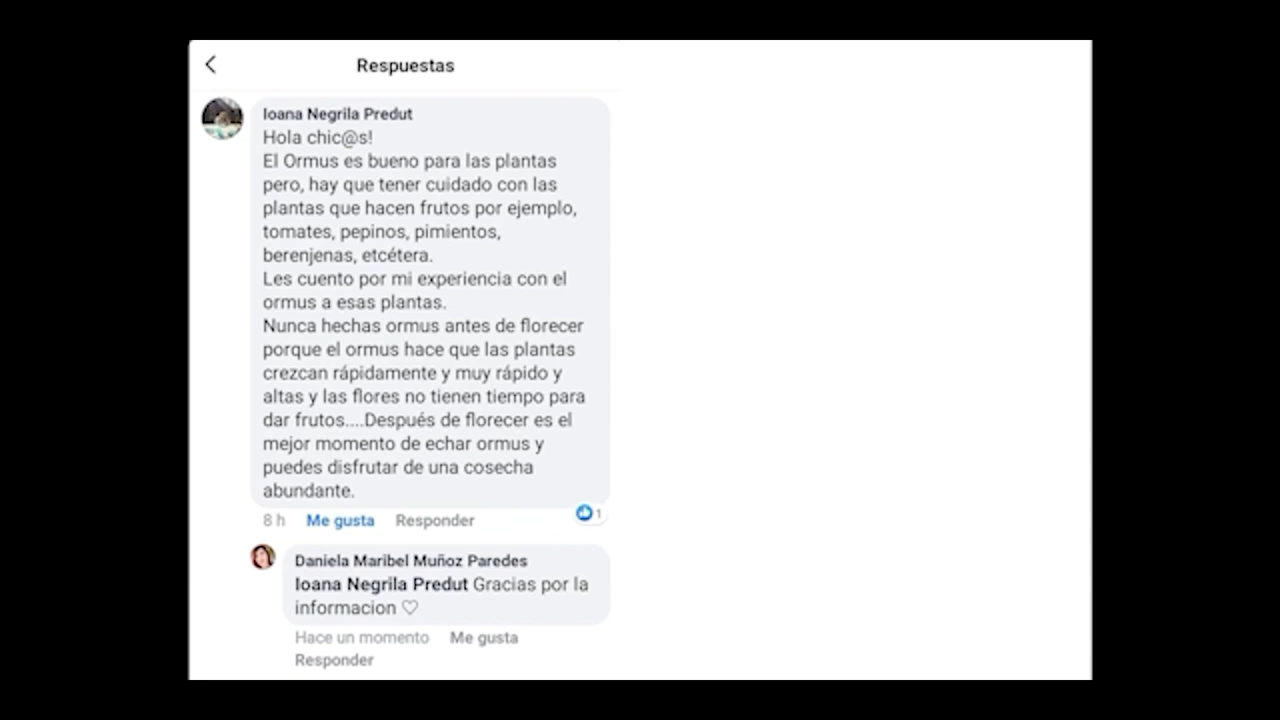 Respuestas
Ioana Negrila Predut
Hola chic@s!
El Ormus es bueno para las plantas
pero, hay que tener cuidado con las
plantas que hacen frutos por ejemplo,
tomates, pepinos, pimientos,
berenjenas, etcétera.
Les cuento por mi experiencia con el
ormus a esas plantas.
Nunca hechas ormus antes de florecer
porque el ormus hace que las plantas
crezcan rápidamente y muy rápido y
altas y las flores no tienen tiempo para
dar frutos....Después de florecer es el
mejor momento de echar ormus y
puedes disfrutar de una cosecha
abundante.
8 h Me gusta Responder 1
Daniela Maribel Muñoz Paredes
Ioana Negrila Predut Gracias por la
informacion ♡
Hace un momento Me gusta
Responder